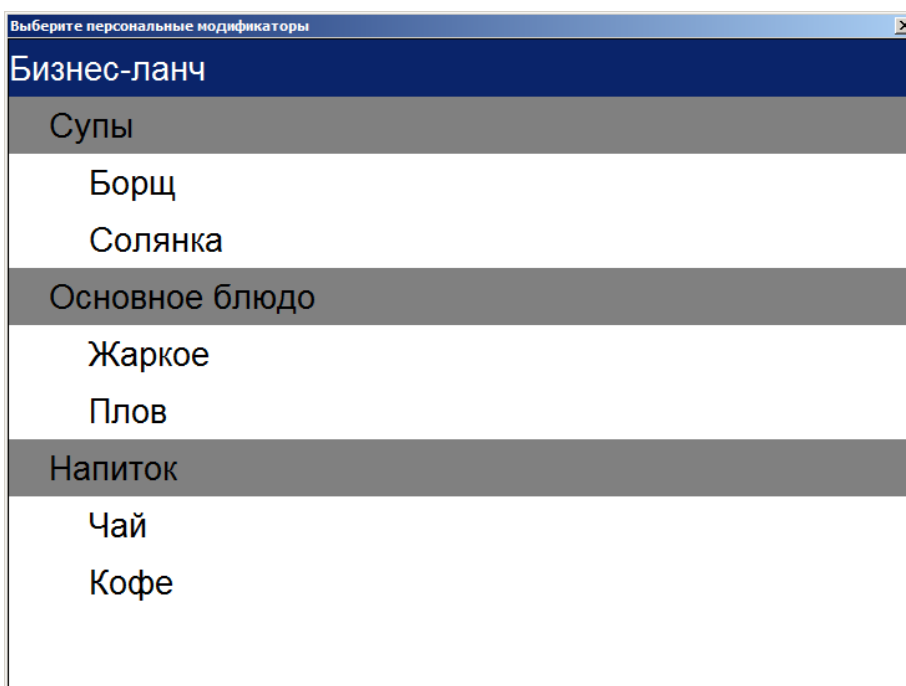 Выберите персональные модификаторы
Бизнес-ланч
Супы
Борщ
Солянка
Основное блюдо
Жаркое
Плов
Напиток
Чай
Кофе